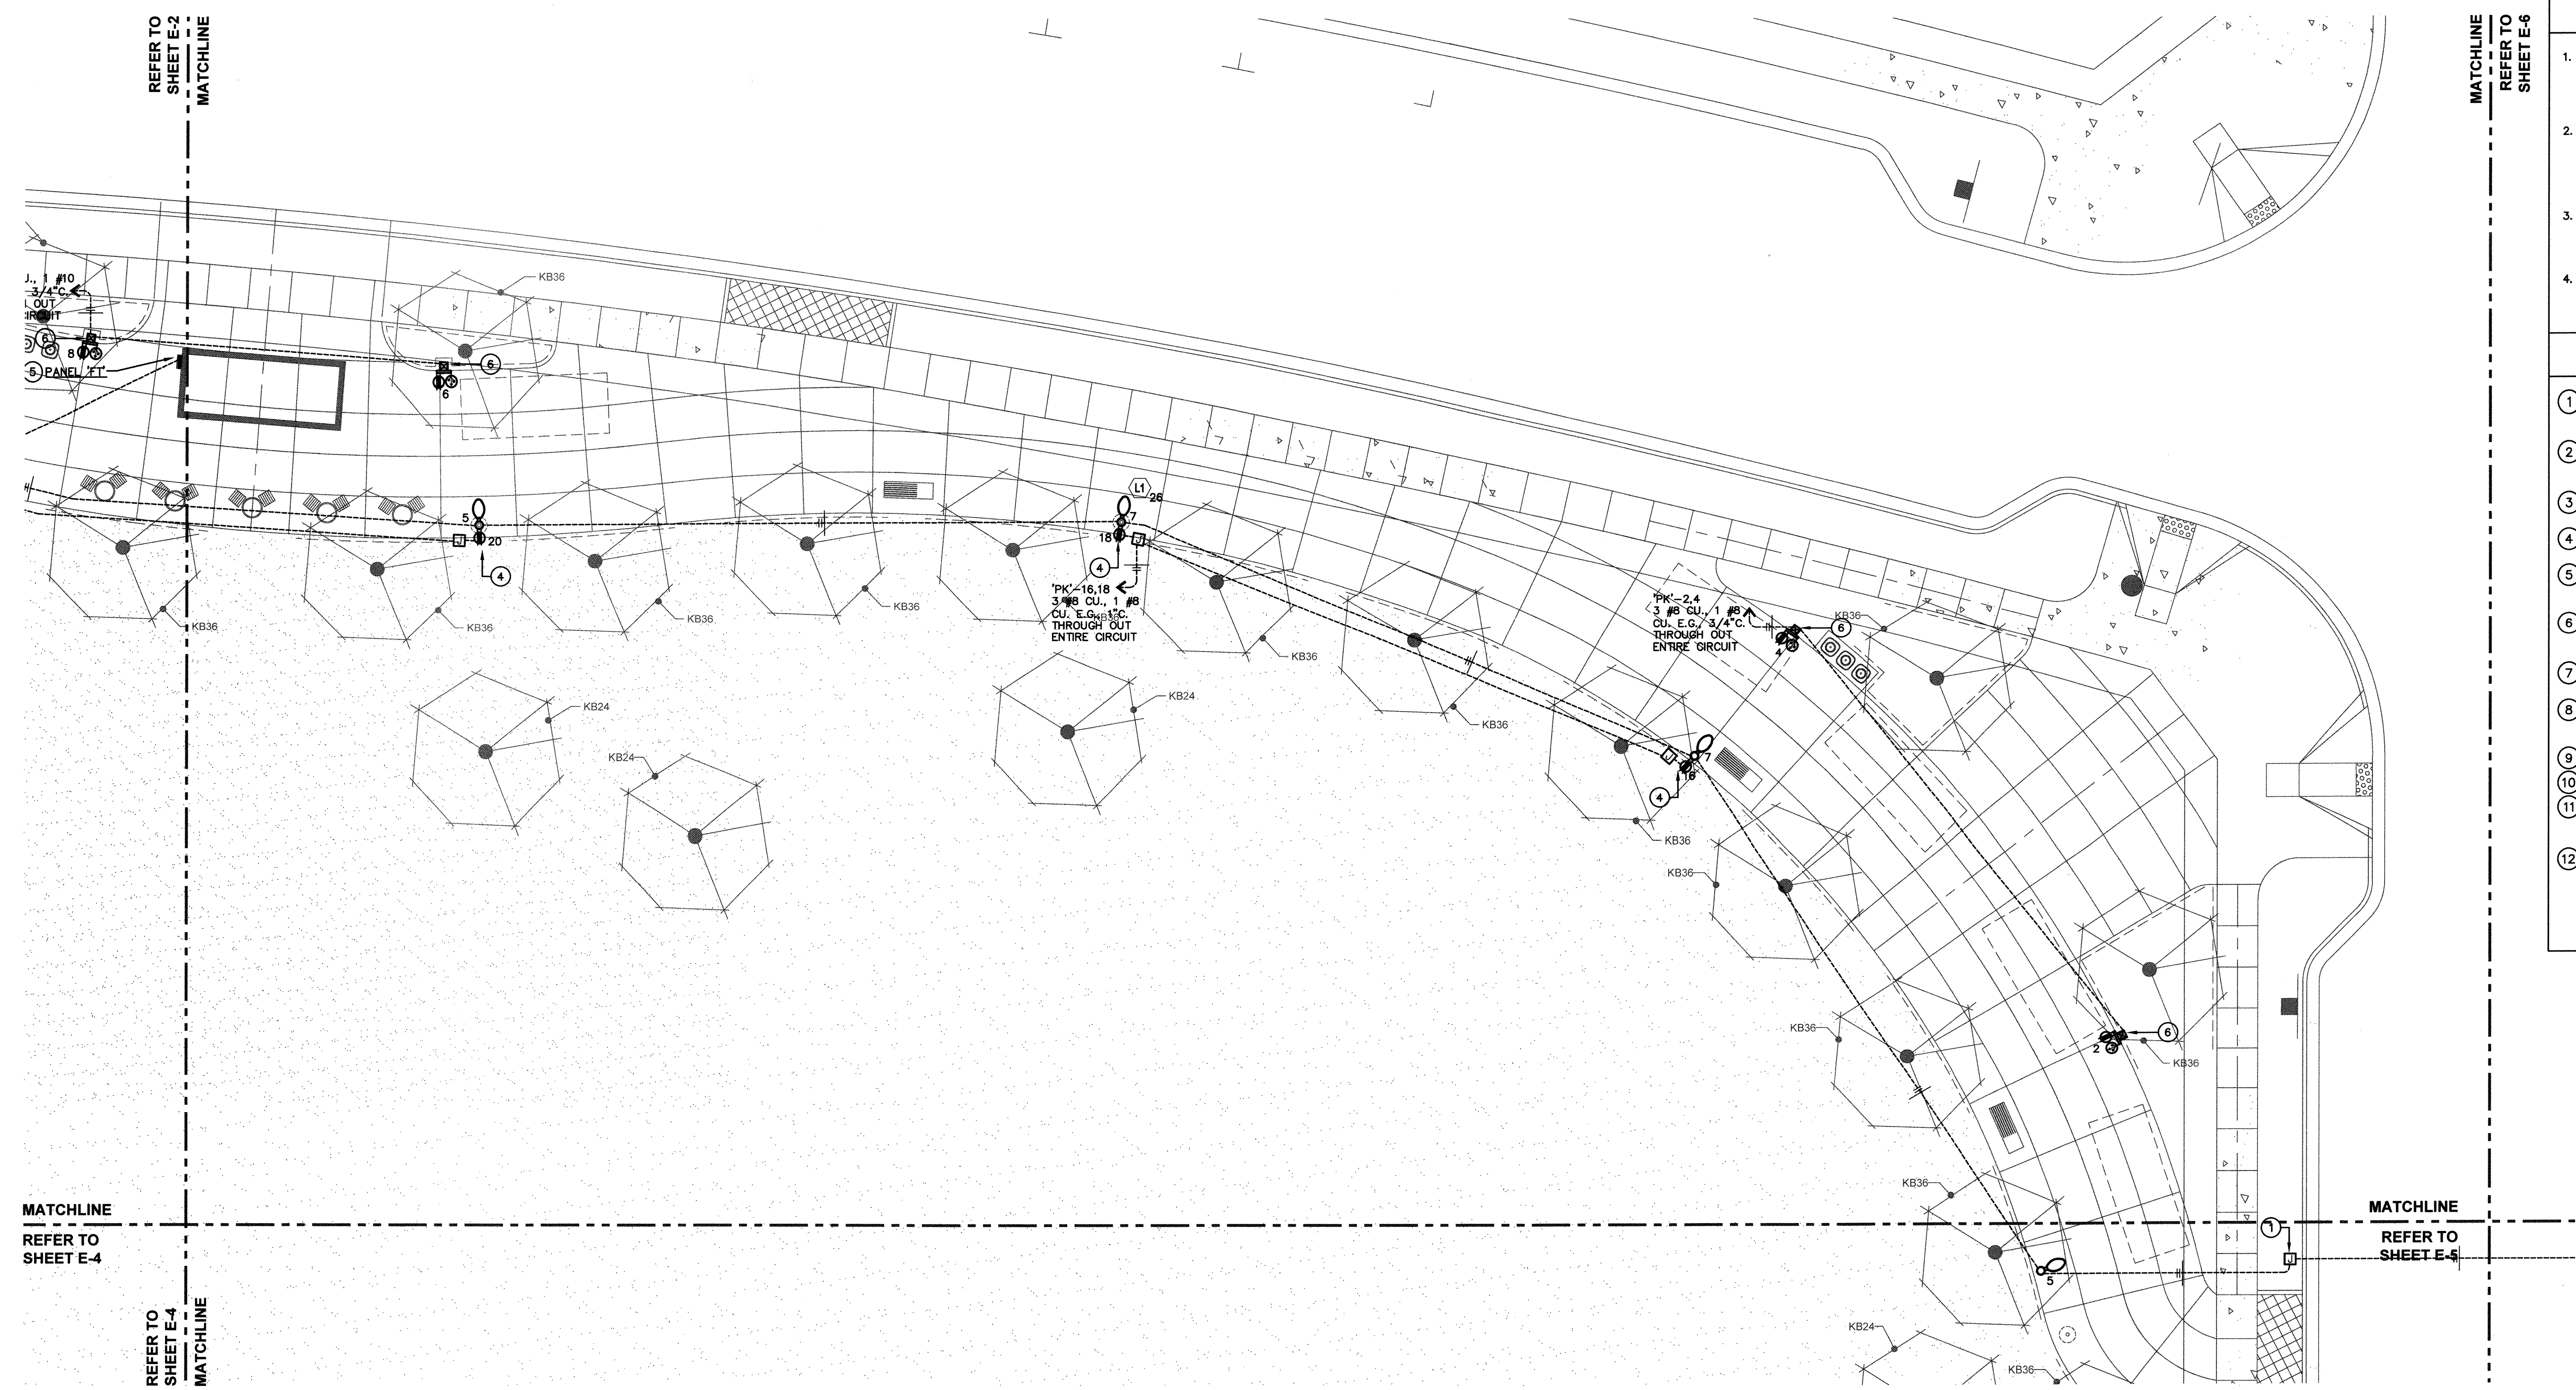 REFER TO
SHEET E-2
MATCHLINE
MATCHLINE
REFER TO
SHEET E-6
1.
2.
3.
4.
1
2
3
4
5
6
7
8
9
10
11
12
KB36
1 #10
3/4"C.
OUT
6
8
5 PANEL 'FT'
6
6
5
20
4
L1
26
7
18
4
'PK'-16,18
3 #8 CU., 1 #8
CU. E.G., 1"C.
THROUGH OUT
ENTIRE CIRCUIT
KB36
KB36
KB36
KB36
KB36
KB36
KB36
'PK'-2,4
3 #8 CU., 1 #8
CU. E.G., 3/4"C.
THROUGH OUT
ENTIRE CIRCUIT
KB36
6
4
KB24
KB24
KB24
KB36
7
16
4
KB36
KB36
KB36
2
6
KB36
KB36
MATCHLINE
REFER TO
SHEET E-4
MATCHLINE
REFER TO
SHEET E-5
1
J
5
KB24
KB36
REFER TO
SHEET E-4
MATCHLINE